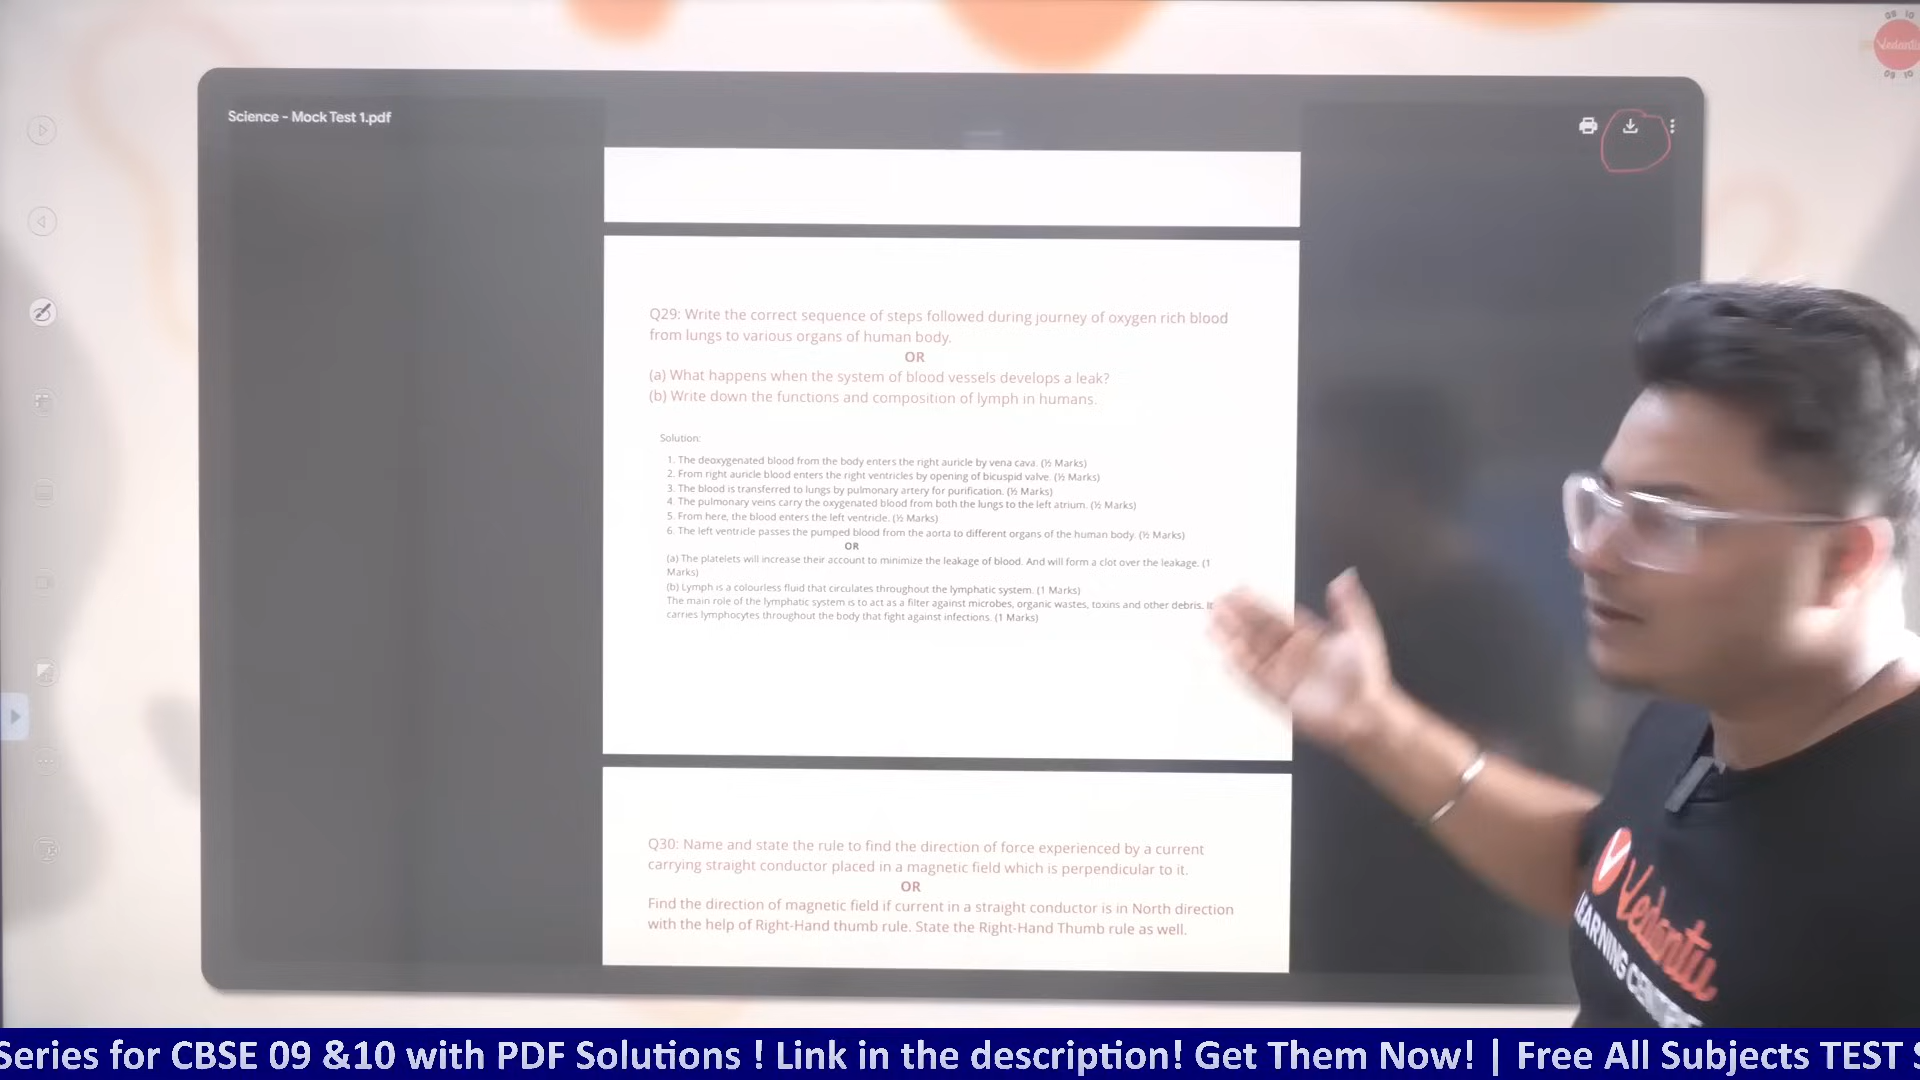 09 10
Vedantu
09 10
Science - Mock Test 1.pdf
Q29: Write the correct sequence of steps followed during journey of oxygen rich blood
from lungs to various organs of human body.
OR
(a) What happens when the system of blood vessels develops a leak?
(b) Write down the functions and composition of lymph in humans.
Solution:
1. The deoxygenated blood from the body enters the right auricle by vena cava. (½ Marks)
2. From right auricle blood enters the right ventricles by opening of bicuspid valve. (½ Marks)
3. The blood is transferred to lungs by pulmonary artery for purification. (½ Marks)
4. The pulmonary veins carry the oxygenated blood from both the lungs to the left atrium. (½ Marks)
5. From here, the blood enters the left ventricle. (½ Marks)
6. The left ventricle passes the pumped blood from the aorta to different organs of the human body. (½ Marks)
OR
(a) The platelets will increase their account to minimize the leakage of blood. And will form a clot over the leakage. (1
Marks)
(b) Lymph is a colourless fluid that circulates throughout the lymphatic system. (1 Marks)
The main role of the lymphatic system is to act as a filter against microbes, organic wastes, toxins and other debris. It
carries lymphocytes throughout the body that fight against infections. (1 Marks)
Q30: Name and state the rule to find the direction of force experienced by a current
carrying straight conductor placed in a magnetic field which is perpendicular to it.
OR
Find the direction of magnetic field if current in a straight conductor is in North direction
with the help of Right-Hand thumb rule. State the Right-Hand Thumb rule as well.
Vedantu
LEARNING CENTRE
Series for CBSE 09 &10 with PDF Solutions ! Link in the description! Get Them Now! | Free All Subjects TEST S